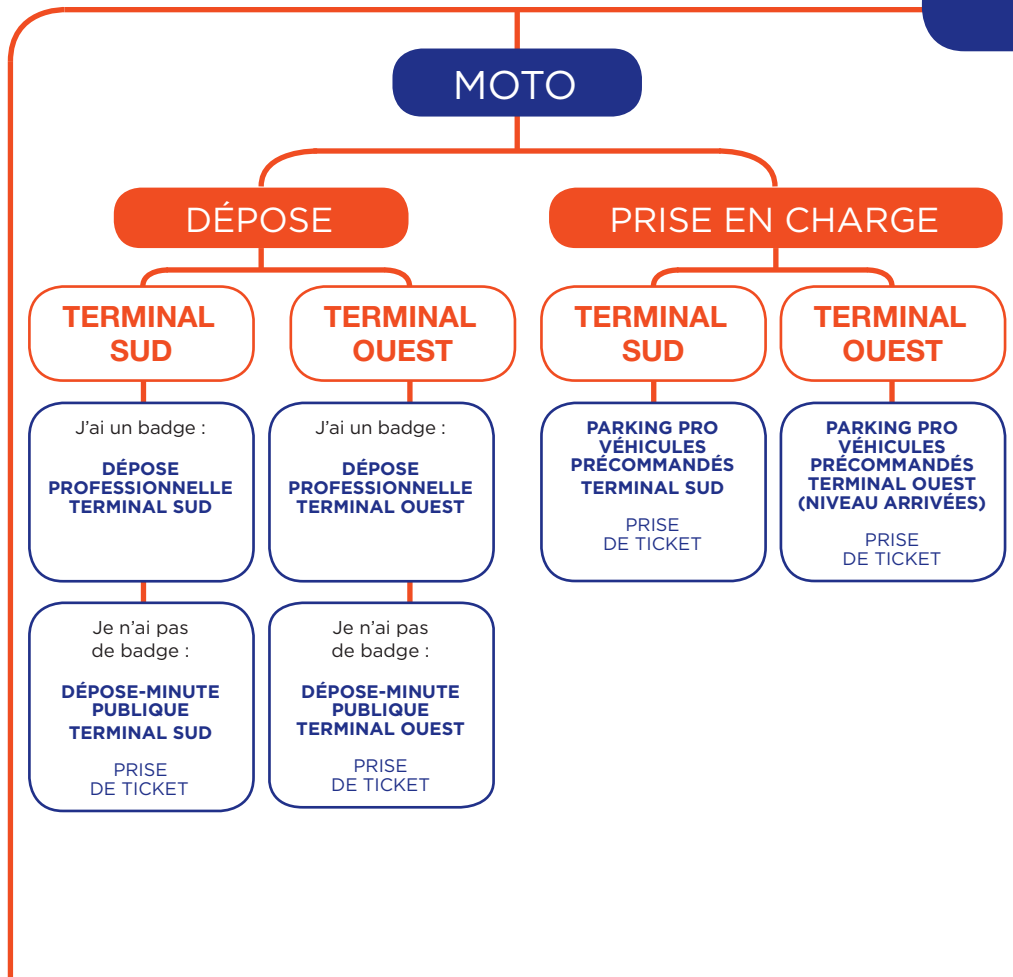 MOTO
DÉPOSE
PRISE EN CHARGE
TERMINAL
SUD
TERMINAL
OUEST
TERMINAL
SUD
TERMINAL
OUEST
J'ai un badge :
DÉPOSE
PROFESSIONNELLE
TERMINAL SUD
J'ai un badge :
DÉPOSE
PROFESSIONNELLE
TERMINAL OUEST
PARKING PRO
VÉHICULES
PRÉCOMMANDÉS
TERMINAL SUD
PRISE
DE TICKET
PARKING PRO
VÉHICULES
PRÉCOMMANDÉS
TERMINAL OUEST
(NIVEAU ARRIVÉES)
PRISE
DE TICKET
Je n'ai pas
de badge :
DÉPOSE-MINUTE
PUBLIQUE
TERMINAL SUD
PRISE
DE TICKET
Je n'ai pas
de badge :
DÉPOSE-MINUTE
PUBLIQUE
TERMINAL OUEST
PRISE
DE TICKET